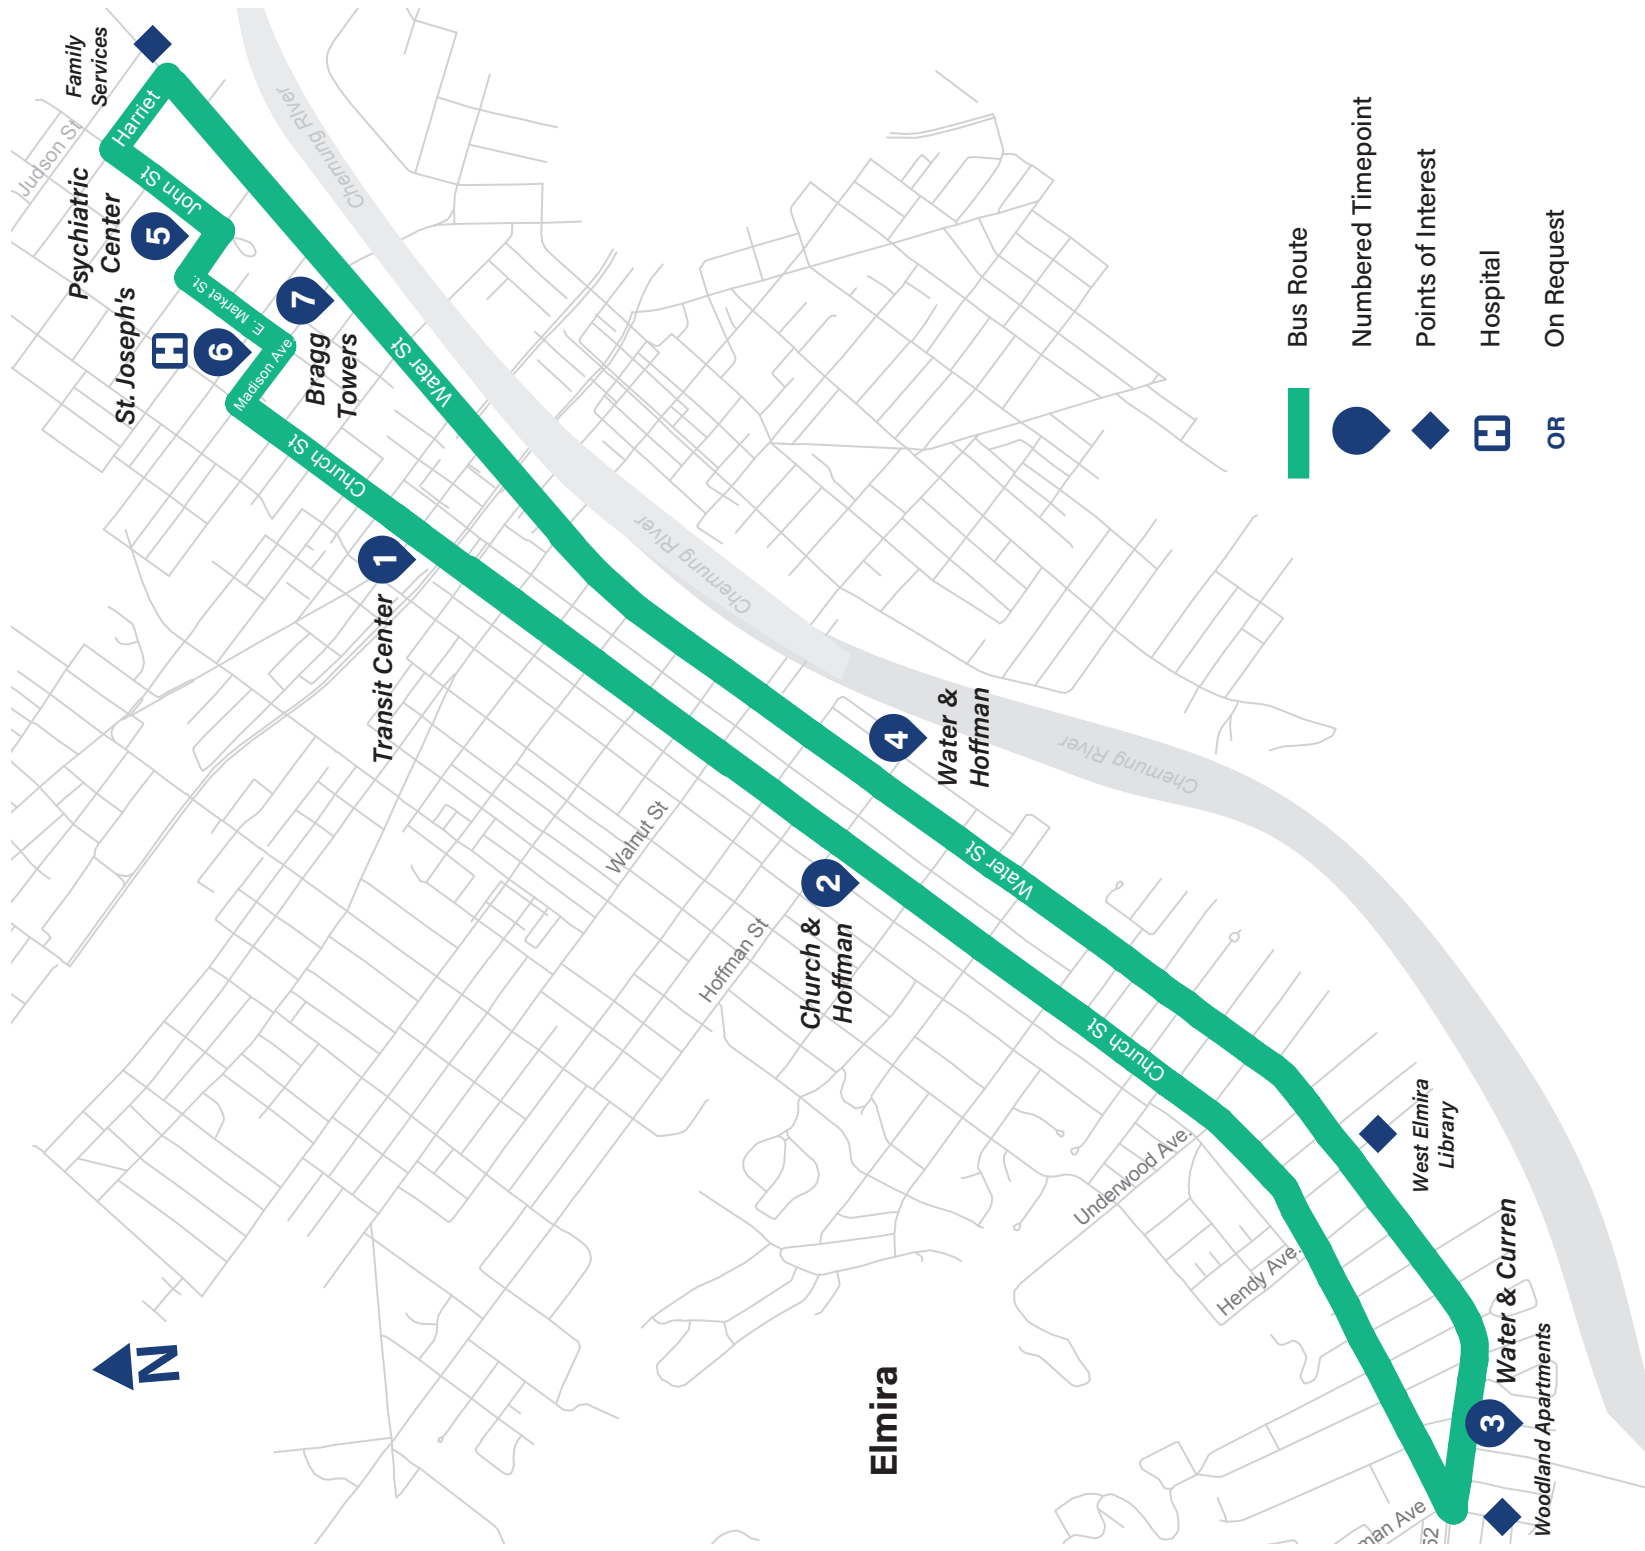 Family
Services
Judson St
Harriet
John St
Psychiatric
Center
5
E. Market St.
St. Joseph's
H
6
Madison Ave.
7
Bragg
Towers
Water St
Church St
Chemung River
1
Transit Center
Chemung River
4
Water &
Hoffman
Chemung River
Walnut St
Hoffman St
2
Church &
Hoffman
Water St
Church St
Underwood Ave.
Hendy Ave.
West Elmira
Library
Water & Curren
3
Woodland Apartments
man Ave
52
N
Elmira
Bus Route
Numbered Timepoint
Points of Interest
H
Hospital
OR
On Request